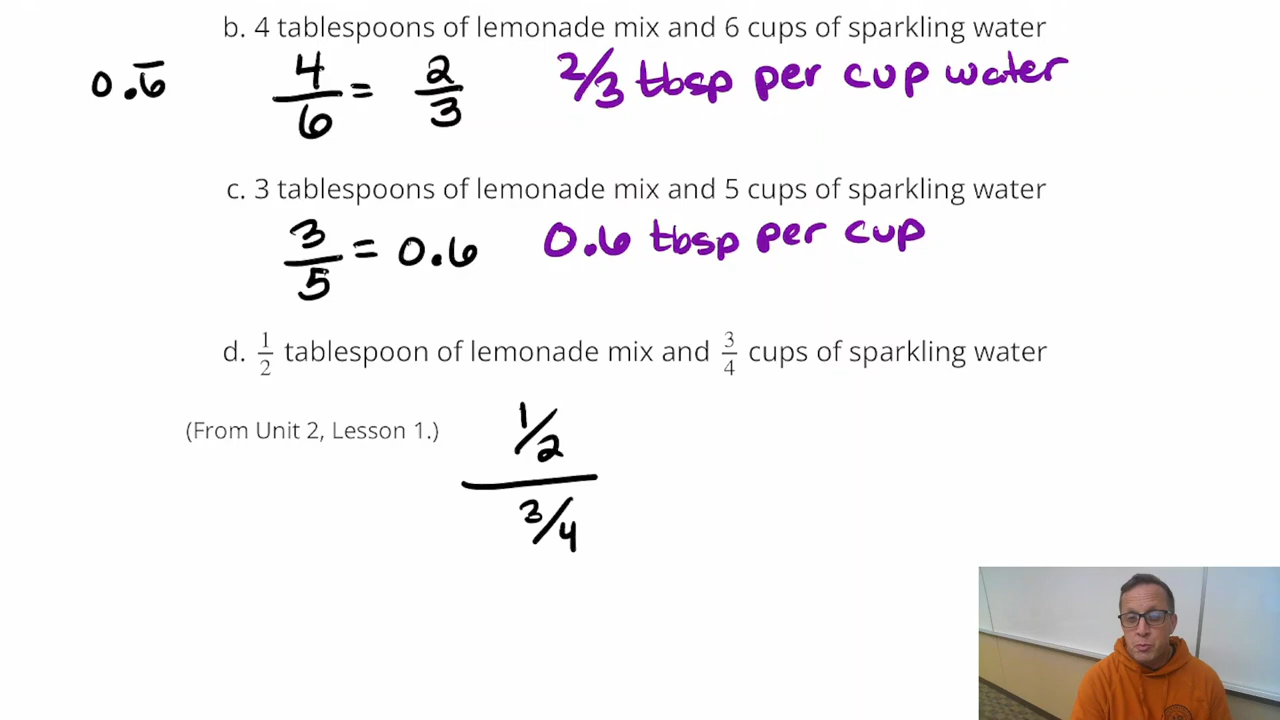 b. 4 tablespoons of lemonade mix and 6 cups of sparkling water
0.6̅ 4/6 = 2/3 2/3 tbsp per cup water
c. 3 tablespoons of lemonade mix and 5 cups of sparkling water
3/5 = 0.6 0.6 tbsp per cup
d. 1/2 tablespoon of lemonade mix and 3/4 cups of sparkling water
(From Unit 2, Lesson 1.)
1/2
3/4